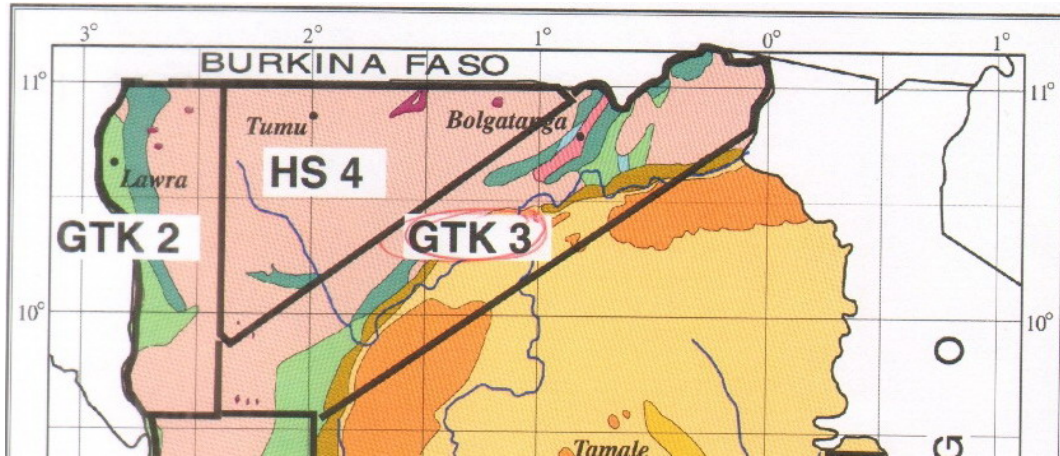 3° 2° 1° 0° 1°
BURKINA FASO
11° 11°
Tumu Bolgatanga
HS 4
Lawra
GTK 2 GTK 3
10° 10°
O
G
Tamale